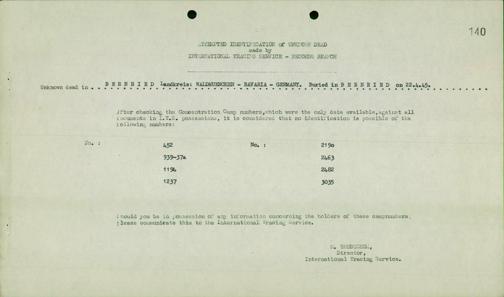 140
ATTEMPTED IDENTIFICATION of UNKNOWN DEAD
made by
INTERNATIONAL TRACING SERVICE - RECORDS BRANCH
Unknown dead in .. Landkreis: WALDMUENCHEN - BAVARIA - GERMANY. Buried in on 22.4.45.
After checking the Concentration Camp numbers,which were the only data available,against all
documents in I.T.S. possessions, it is considered that no identification is possible of the
following numbers:
No. : 452 No. : 2190
939-37a 2463
1194 2482
1237 3035
Should you be in possession of any information concerning the holders of these campnumbers,
please communicate this to the International Tracing Service.
Director,
International Tracing Service.